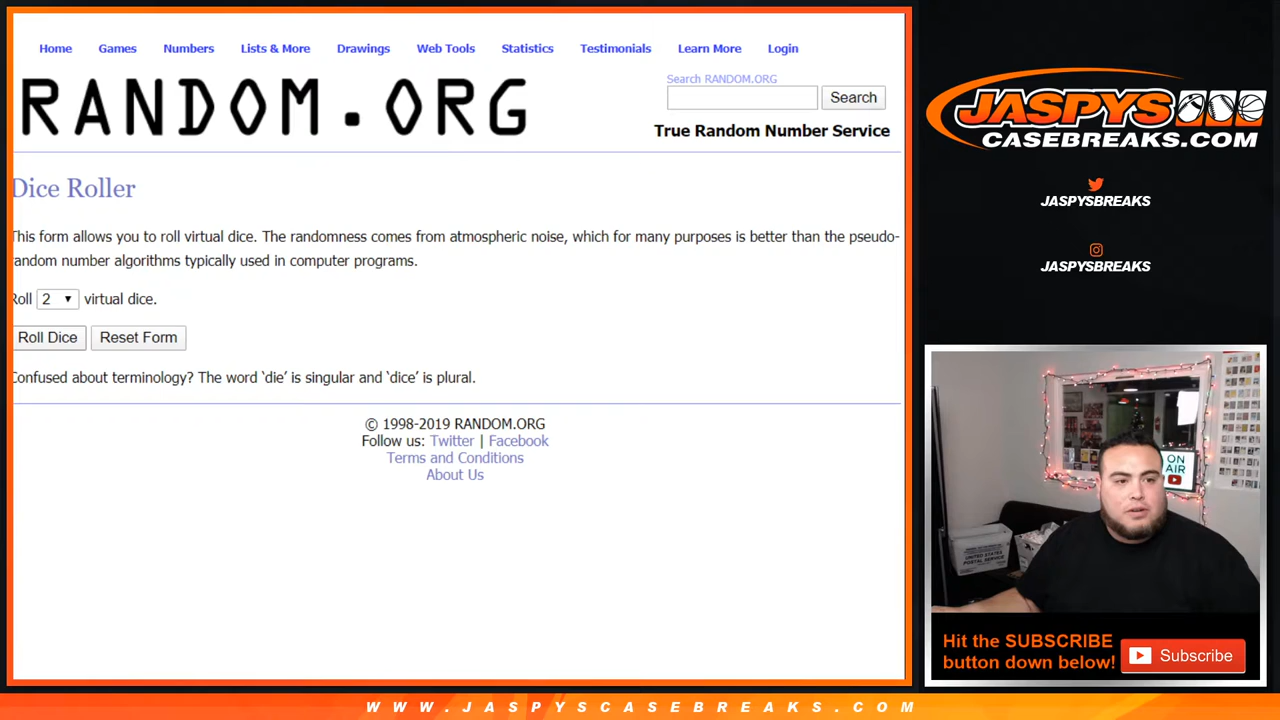 Home Games Numbers Lists & More Drawings Web Tools Statistics Testimonials Learn More Login
RANDOM.ORG
Search RANDOM.ORG
Search
True Random Number Service
Dice Roller
This form allows you to roll virtual dice. The randomness comes from atmospheric noise, which for many purposes is better than the pseudo-
random number algorithms typically used in computer programs.
Roll 2 virtual dice.
Roll Dice Reset Form
Confused about terminology? The word ‘die’ is singular and ‘dice’ is plural.
© 1998-2019 RANDOM.ORG
Follow us: Twitter | Facebook
Terms and Conditions
About Us
JASPYS
CASEBREAKS.COM
JASPYSBREAKS
JASPYSBREAKS
ON
AIR
UNITED STATES
POSTAL SERVICE
Hit the SUBSCRIBE
button down below!
Subscribe
WWW.JASPYSCASEBREAKS.COM